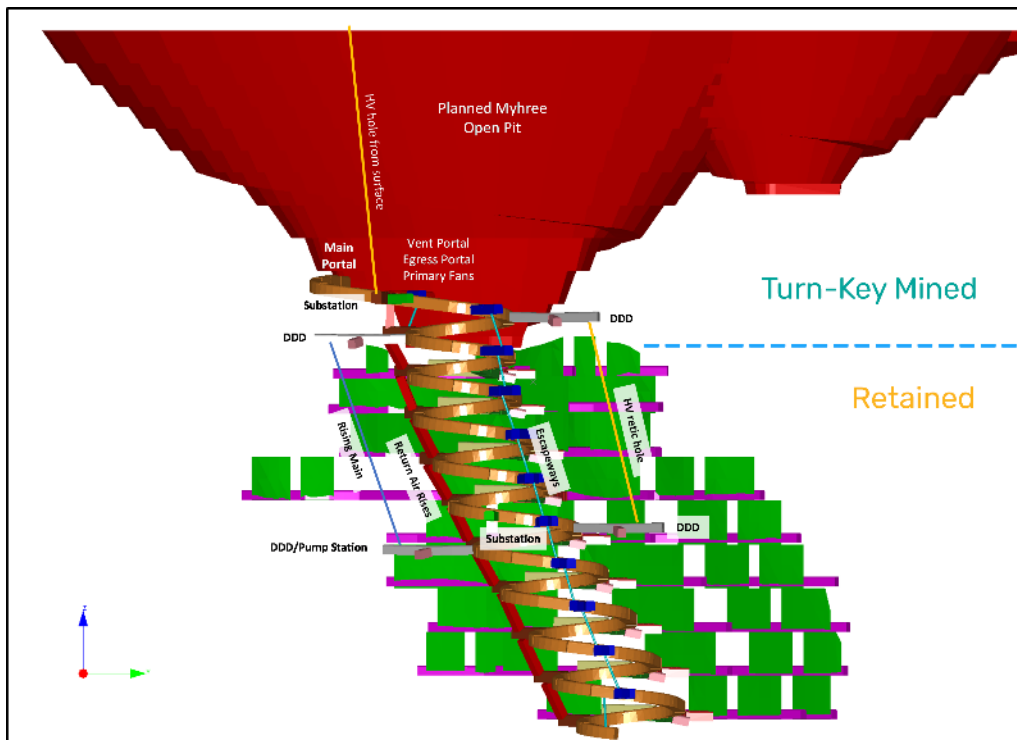 HV hole from surface
Planned Myhree
Open Pit
Main
Portal
Vent Portal
Egress Portal
Primary Fans
Substation
Turn-Key Mined
DDD
DDD
Retained
Rising Main
Return Air Rises
Escapeways
HV retic hole
Substation
DDD
DDD/Pump Station